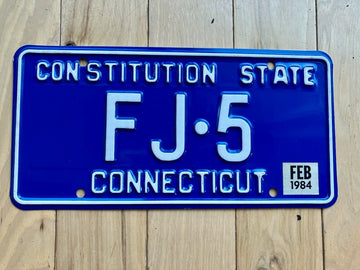 CONSTITUTION STATE
FJ·5
FEB
1984
CONNECTICUT